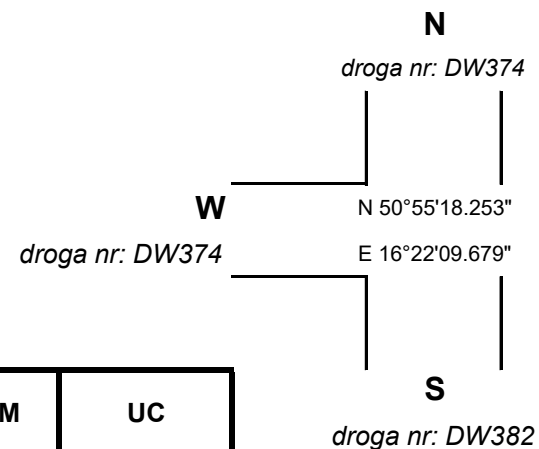 N
droga nr: DW374
W
N 50°55'18.253"
droga nr: DW374
E 16°22'09.679"
M
UC
S
droga nr: DW382